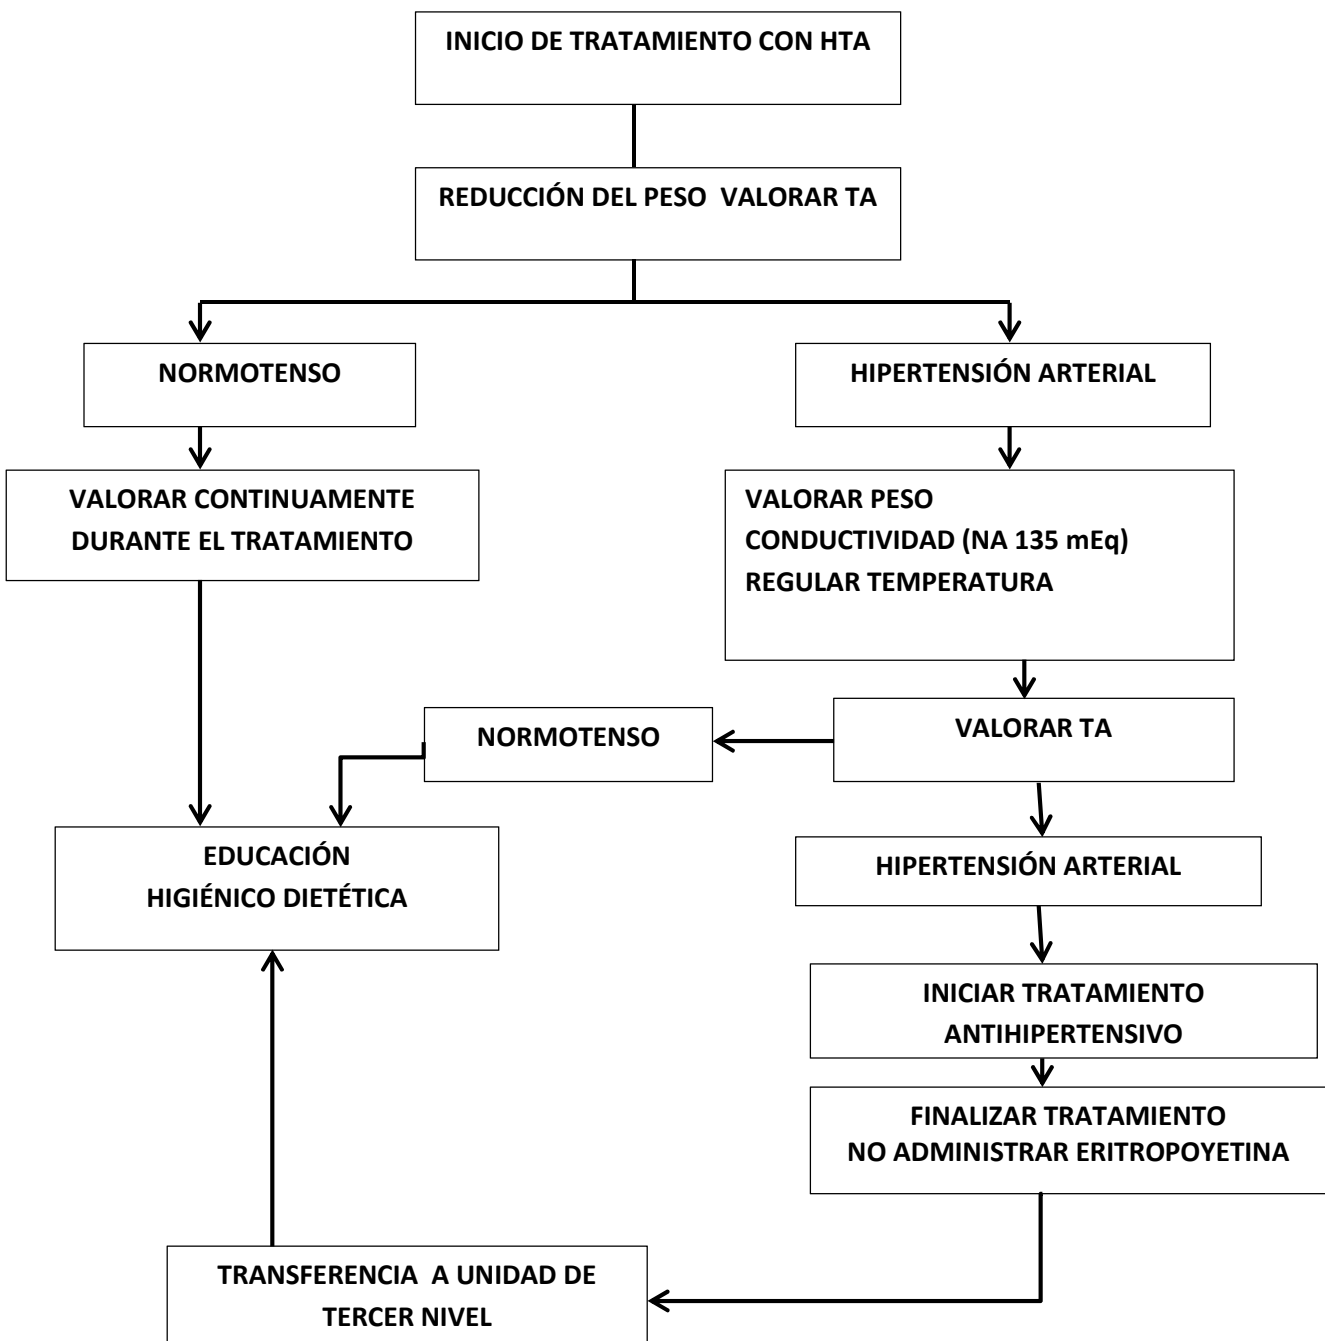 INICIO DE TRATAMIENTO CON HTA
REDUCCIÓN DEL PESO  VALORAR TA
NORMOTENSO
HIPERTENSIÓN ARTERIAL
VALORAR CONTINUAMENTE
DURANTE EL TRATAMIENTO
VALORAR PESO
CONDUCTIVIDAD (NA 135 mEq)
REGULAR TEMPERATURA
NORMOTENSO
VALORAR TA
EDUCACIÓN
HIGIÉNICO DIETÉTICA
HIPERTENSIÓN ARTERIAL
INICIAR TRATAMIENTO
ANTIHIPERTENSIVO
FINALIZAR TRATAMIENTO
NO ADMINISTRAR ERITROPOYETINA
TRANSFERENCIA  A UNIDAD DE
TERCER NIVEL